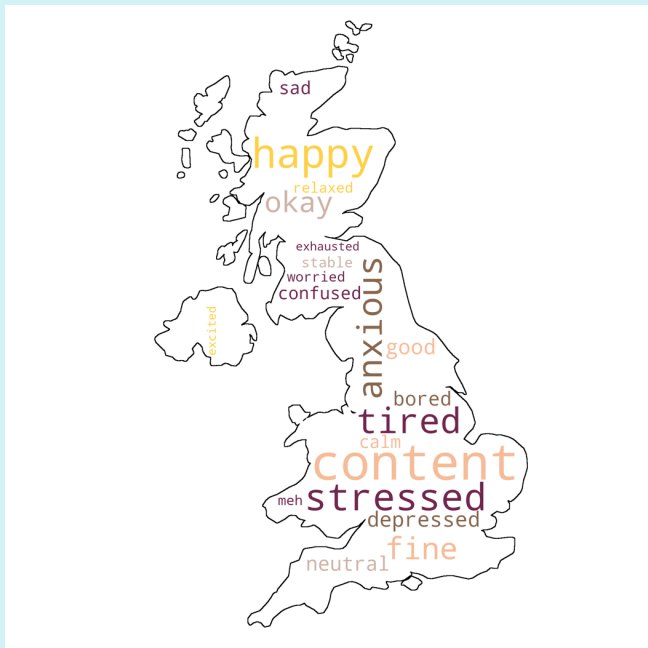 sad
happy
relaxed
okay
exhausted
stable
worried
confused
anxious
excited
good
bored
tired
calm
content
stressed
meh
depressed
fine
neutral